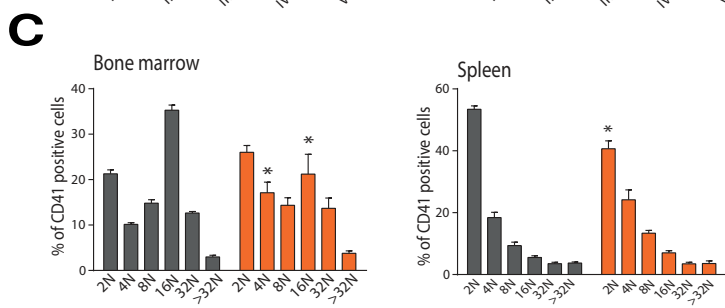 C
Bone marrow
% of CD41 positive cells
40
30
20
10
0
* *
2N 4N 8N 16N 32N >32N 2N 4N 8N 16N 32N >32N
Spleen
% of CD41 positive cells
60
40
20
0
*
2N 4N 8N 16N 32N >32N 2N 4N 8N 16N 32N >32N